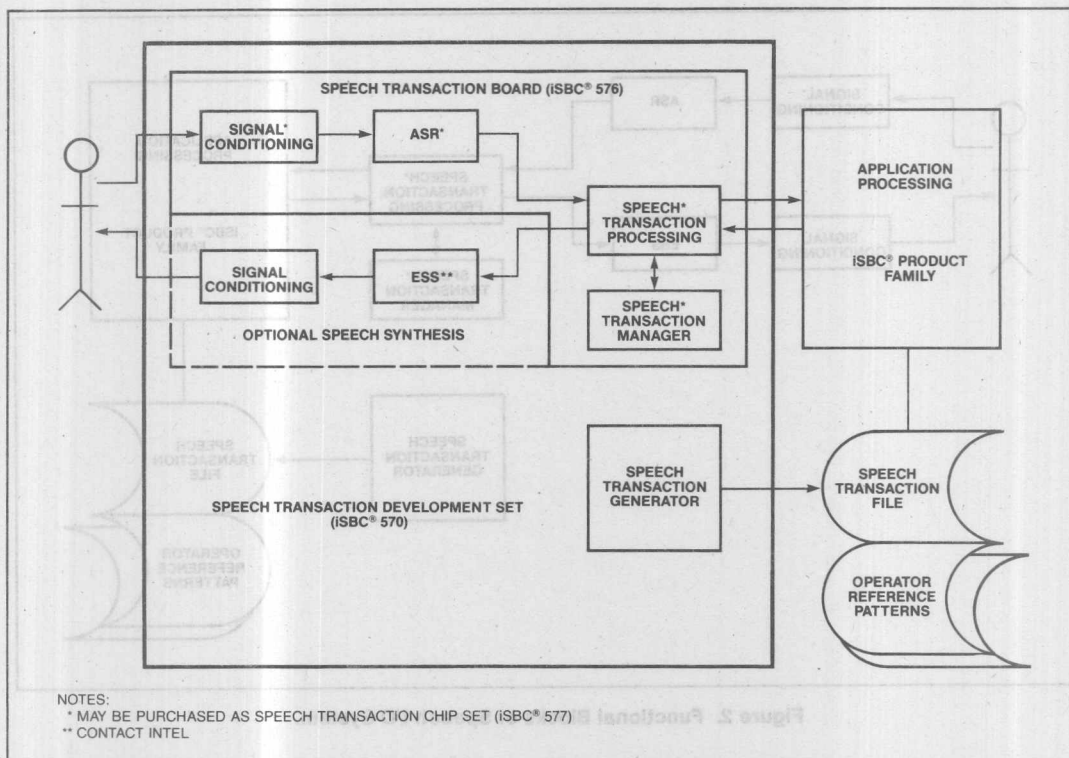 SPEECH TRANSACTION BOARD (iSBC® 576)
SIGNAL*
CONDITIONING
ASR*
SPEECH*
TRANSACTION
PROCESSING
APPLICATION
PROCESSING
iSBC® PRODUCT
FAMILY
SIGNAL
CONDITIONING
ESS**
OPTIONAL SPEECH SYNTHESIS
SPEECH*
TRANSACTION
MANAGER
SPEECH TRANSACTION DEVELOPMENT SET
(iSBC® 570)
SPEECH
TRANSACTION
GENERATOR
SPEECH
TRANSACTION
FILE
OPERATOR
REFERENCE
PATTERNS
NOTES:
* MAY BE PURCHASED AS SPEECH TRANSACTION CHIP SET (iSBC® 577)
** CONTACT INTEL